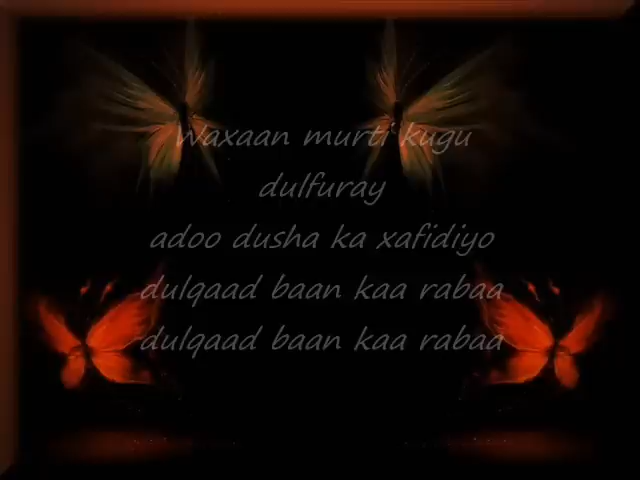 Waxaan murti kugu
dulfuray
adoo dusha ka xafidiyo
dulqaad baan kaa rabaa
dulqaad baan kaa rabaa